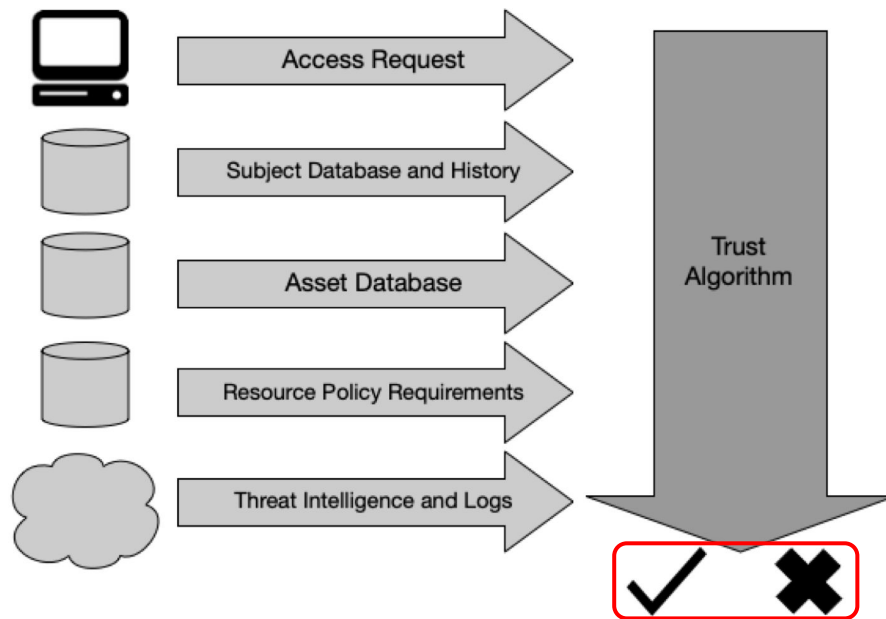 Access Request
Subject Database and History
Asset Database
Trust
Algorithm
Resource Policy Requirements
Threat Intelligence and Logs